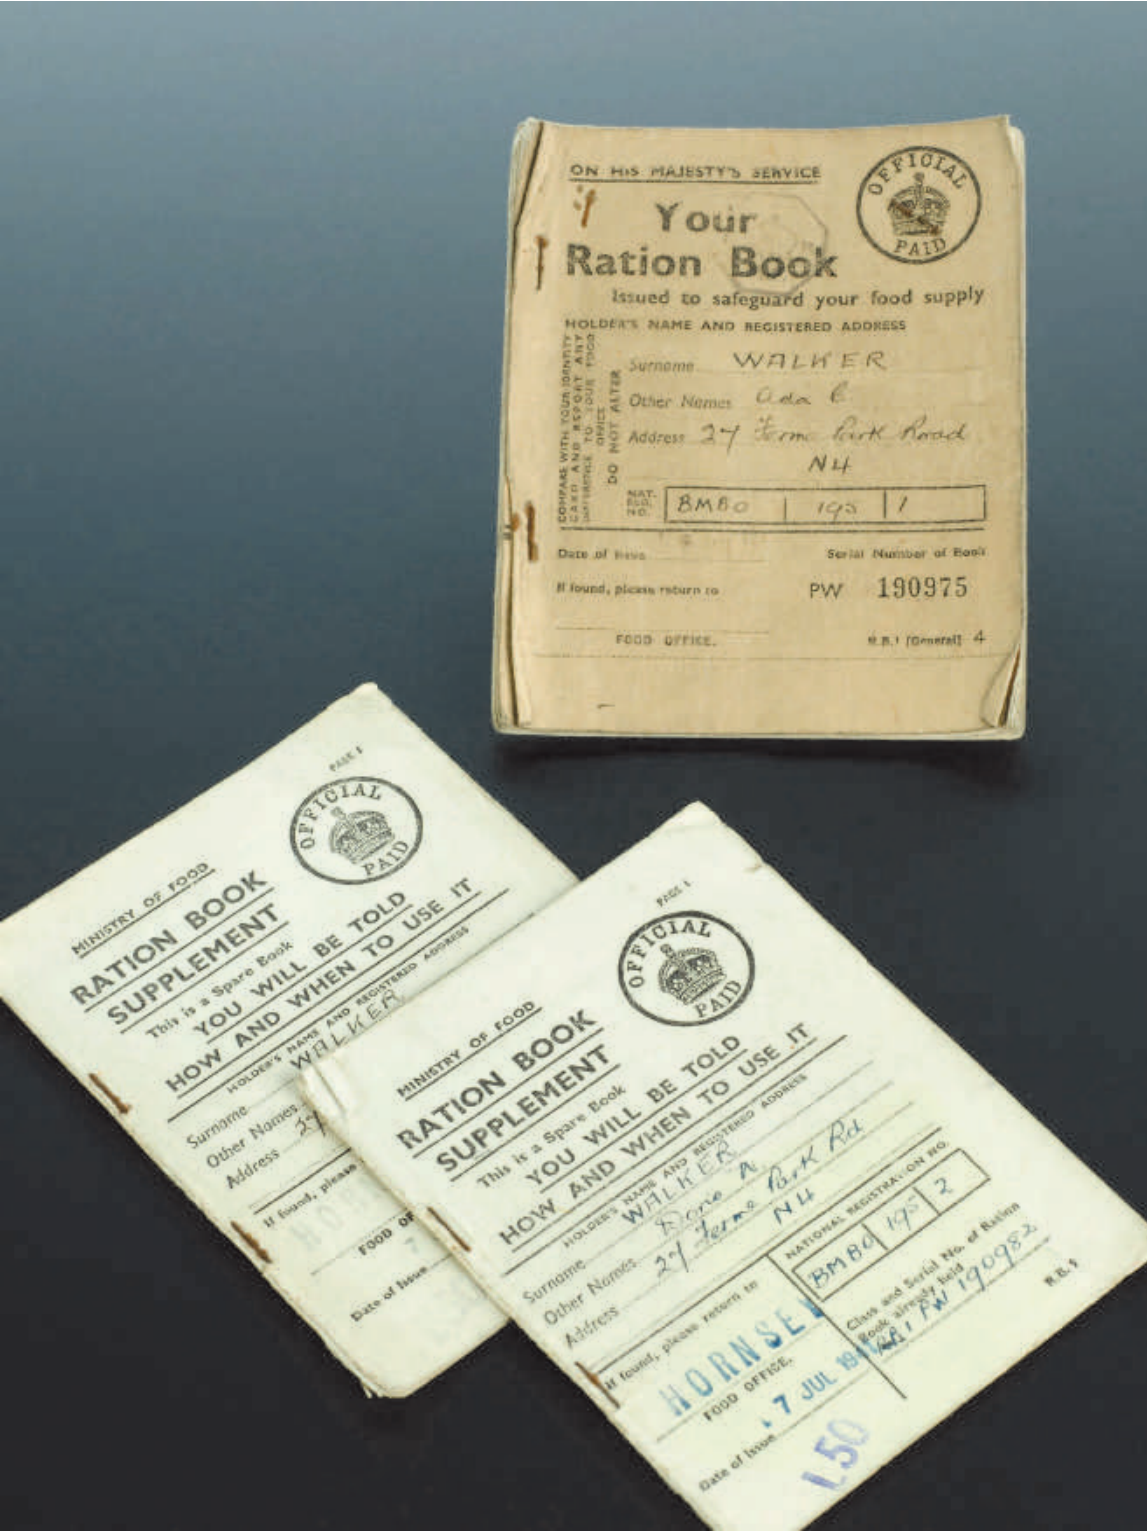 ON HIS MAJESTY'S SERVICE
OFFICIAL
PAID
Your
Ration Book
Issued to safeguard your food supply
HOLDER'S NAME AND REGISTERED ADDRESS
COMPARE WITH YOUR IDENTITY
CARD AND REPORT ANY
DIFFERENCE TO YOUR FOOD
OFFICE
DO NOT ALTER
Surname WALKER
Other Names Ada E
Address 27 Ferme Park Road
N4
NAT.
REG.
NO.
BMBO 195 1
Date of Issue
Serial Number of Book
If found, please return to
PW 190975
FOOD OFFICE.
R.B.1 [General] 4
PAGE 1
OFFICIAL
PAID
MINISTRY OF FOOD
RATION BOOK
SUPPLEMENT
This is a Spare Book
YOU WILL BE TOLD
HOW AND WHEN TO USE IT
HOLDER'S NAME AND REGISTERED ADDRESS
Surname WALKER
Other Names
Address 27
If found, please
FOOD OF
Date of Issue
PAGE 1
OFFICIAL
PAID
MINISTRY OF FOOD
RATION BOOK
SUPPLEMENT
This is a Spare Book
YOU WILL BE TOLD
HOW AND WHEN TO USE IT
HOLDER'S NAME AND REGISTERED ADDRESS
Surname WALKER
Other Names Doris A
Address 27 Ferme Park Rd
N4
NATIONAL REGISTRATION NO.
BMBO 195 2
If found, please return to
HORNSEY
FOOD OFFICE.
Class and Serial No. of Ration
Book already held
RB1 PW 190982
7 JUL
Date of Issue
R.B.9
L50